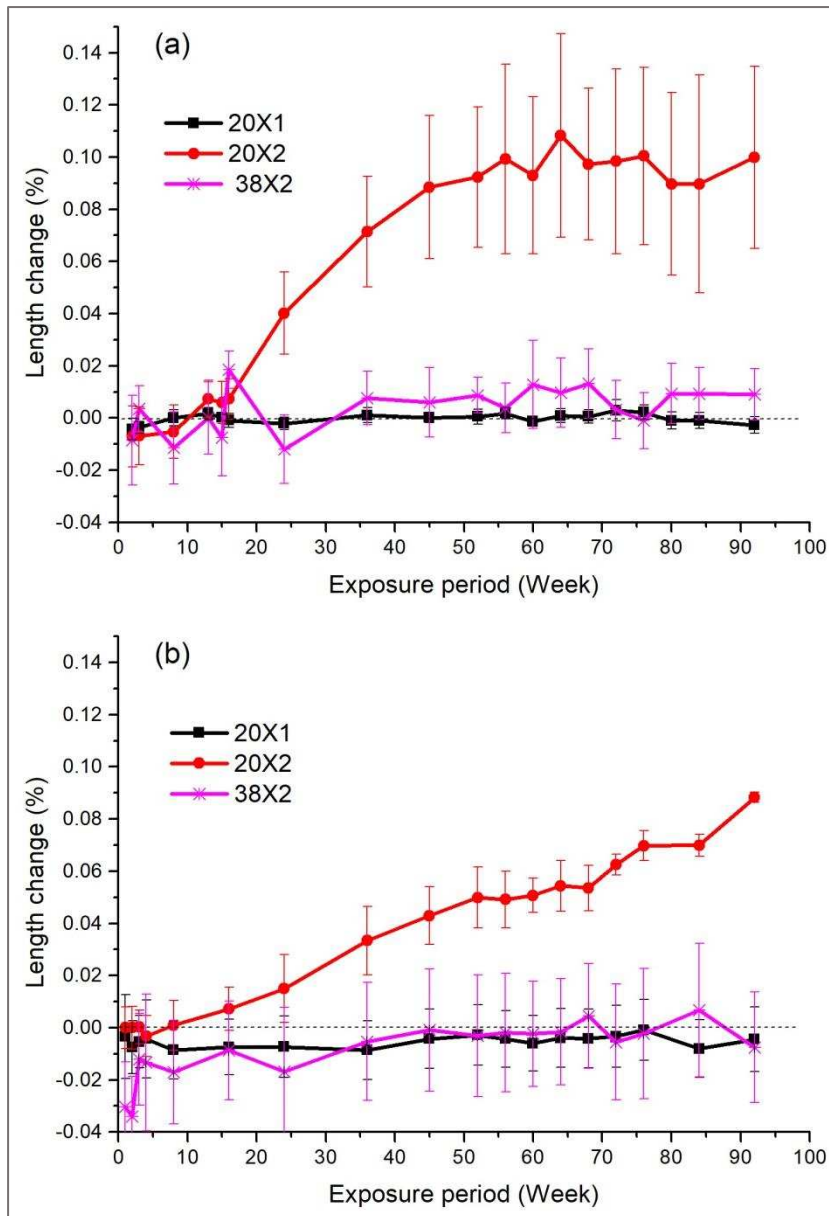 (a)
20X1
20X2
38X2
Length change (%)
0.14
0.12
0.10
0.08
0.06
0.04
0.02
0.00
-0.02
-0.04
0 10 20 30 40 50 60 70 80 90 100
Exposure period (Week)
(b)
20X1
20X2
38X2
Length change (%)
0.14
0.12
0.10
0.08
0.06
0.04
0.02
0.00
-0.02
-0.04
0 10 20 30 40 50 60 70 80 90 100
Exposure period (Week)